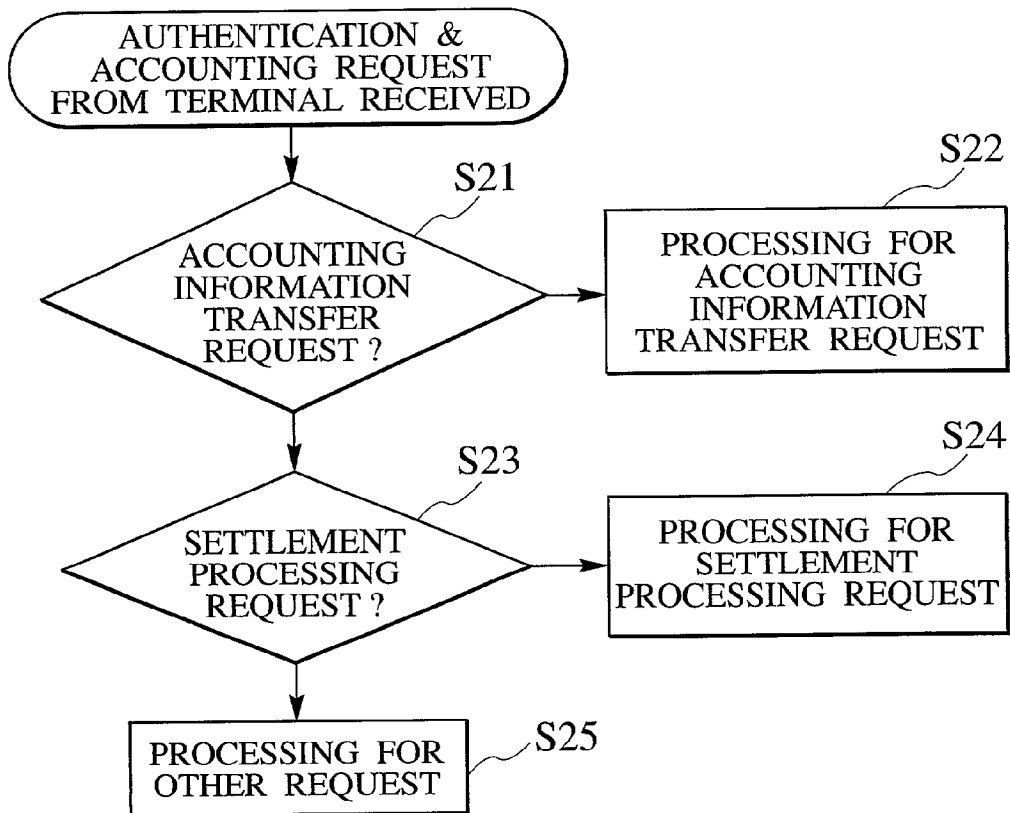 AUTHENTICATION &
ACCOUNTING REQUEST
FROM TERMINAL RECEIVED
S21
ACCOUNTING
INFORMATION
TRANSFER
REQUEST ?
S22
PROCESSING FOR
ACCOUNTING
INFORMATION
TRANSFER REQUEST
S23
SETTLEMENT
PROCESSING
REQUEST ?
S24
PROCESSING FOR
SETTLEMENT
PROCESSING REQUEST
S25
PROCESSING FOR
OTHER REQUEST